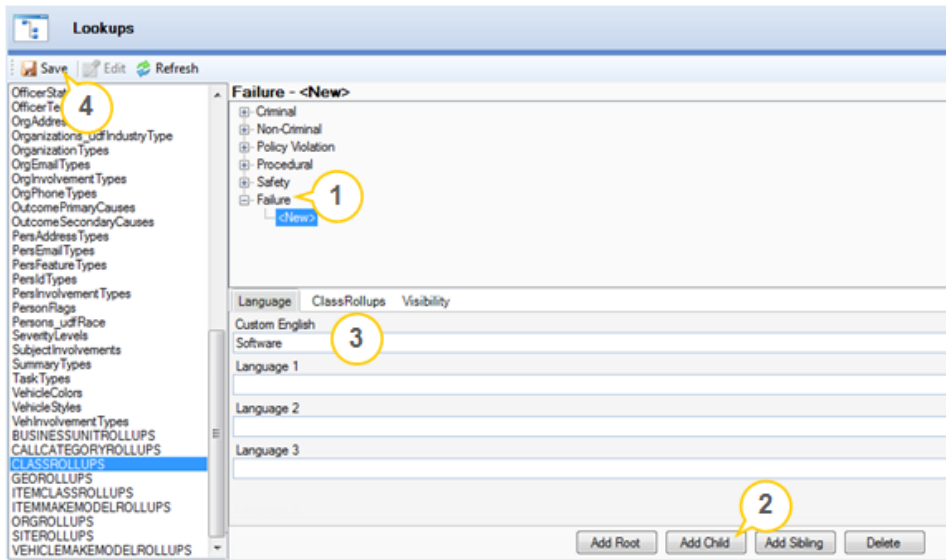 Lookups
Save Edit Refresh
OfficerStat
OfficerTe
OrgAddres
Organizations_udfIndustryType
OrganizationTypes
OrgEmailTypes
OrgInvolvementTypes
OrgPhoneTypes
OutcomePrimaryCauses
OutcomeSecondaryCauses
PersAddressTypes
PersEmailTypes
PersFeatureTypes
PersIdTypes
PersInvolvementTypes
PersonFlags
Persons_udfRace
SeverityLevels
SubjectInvolvements
SummaryTypes
TaskTypes
VehicleColors
VehicleStyles
VehInvolvementTypes
BUSINESSUNITROLLUPS
CALLCATEGORYROLLUPS
CLASSROLLUPS
GEOROLLUPS
ITEMCLASSROLLUPS
ITEMMAKEMODELROLLUPS
ORGROLLUPS
SITEROLLUPS
VEHICLEMAKEMODELROLLUPS
4
Failure - <New>
Criminal
Non-Criminal
Policy Violation
Procedural
Safety
Failure
<New>
1
Language ClassRollups Visibility
Custom English
Software
3
Language 1
Language 2
Language 3
2
Add Root Add Child Add Sibling Delete